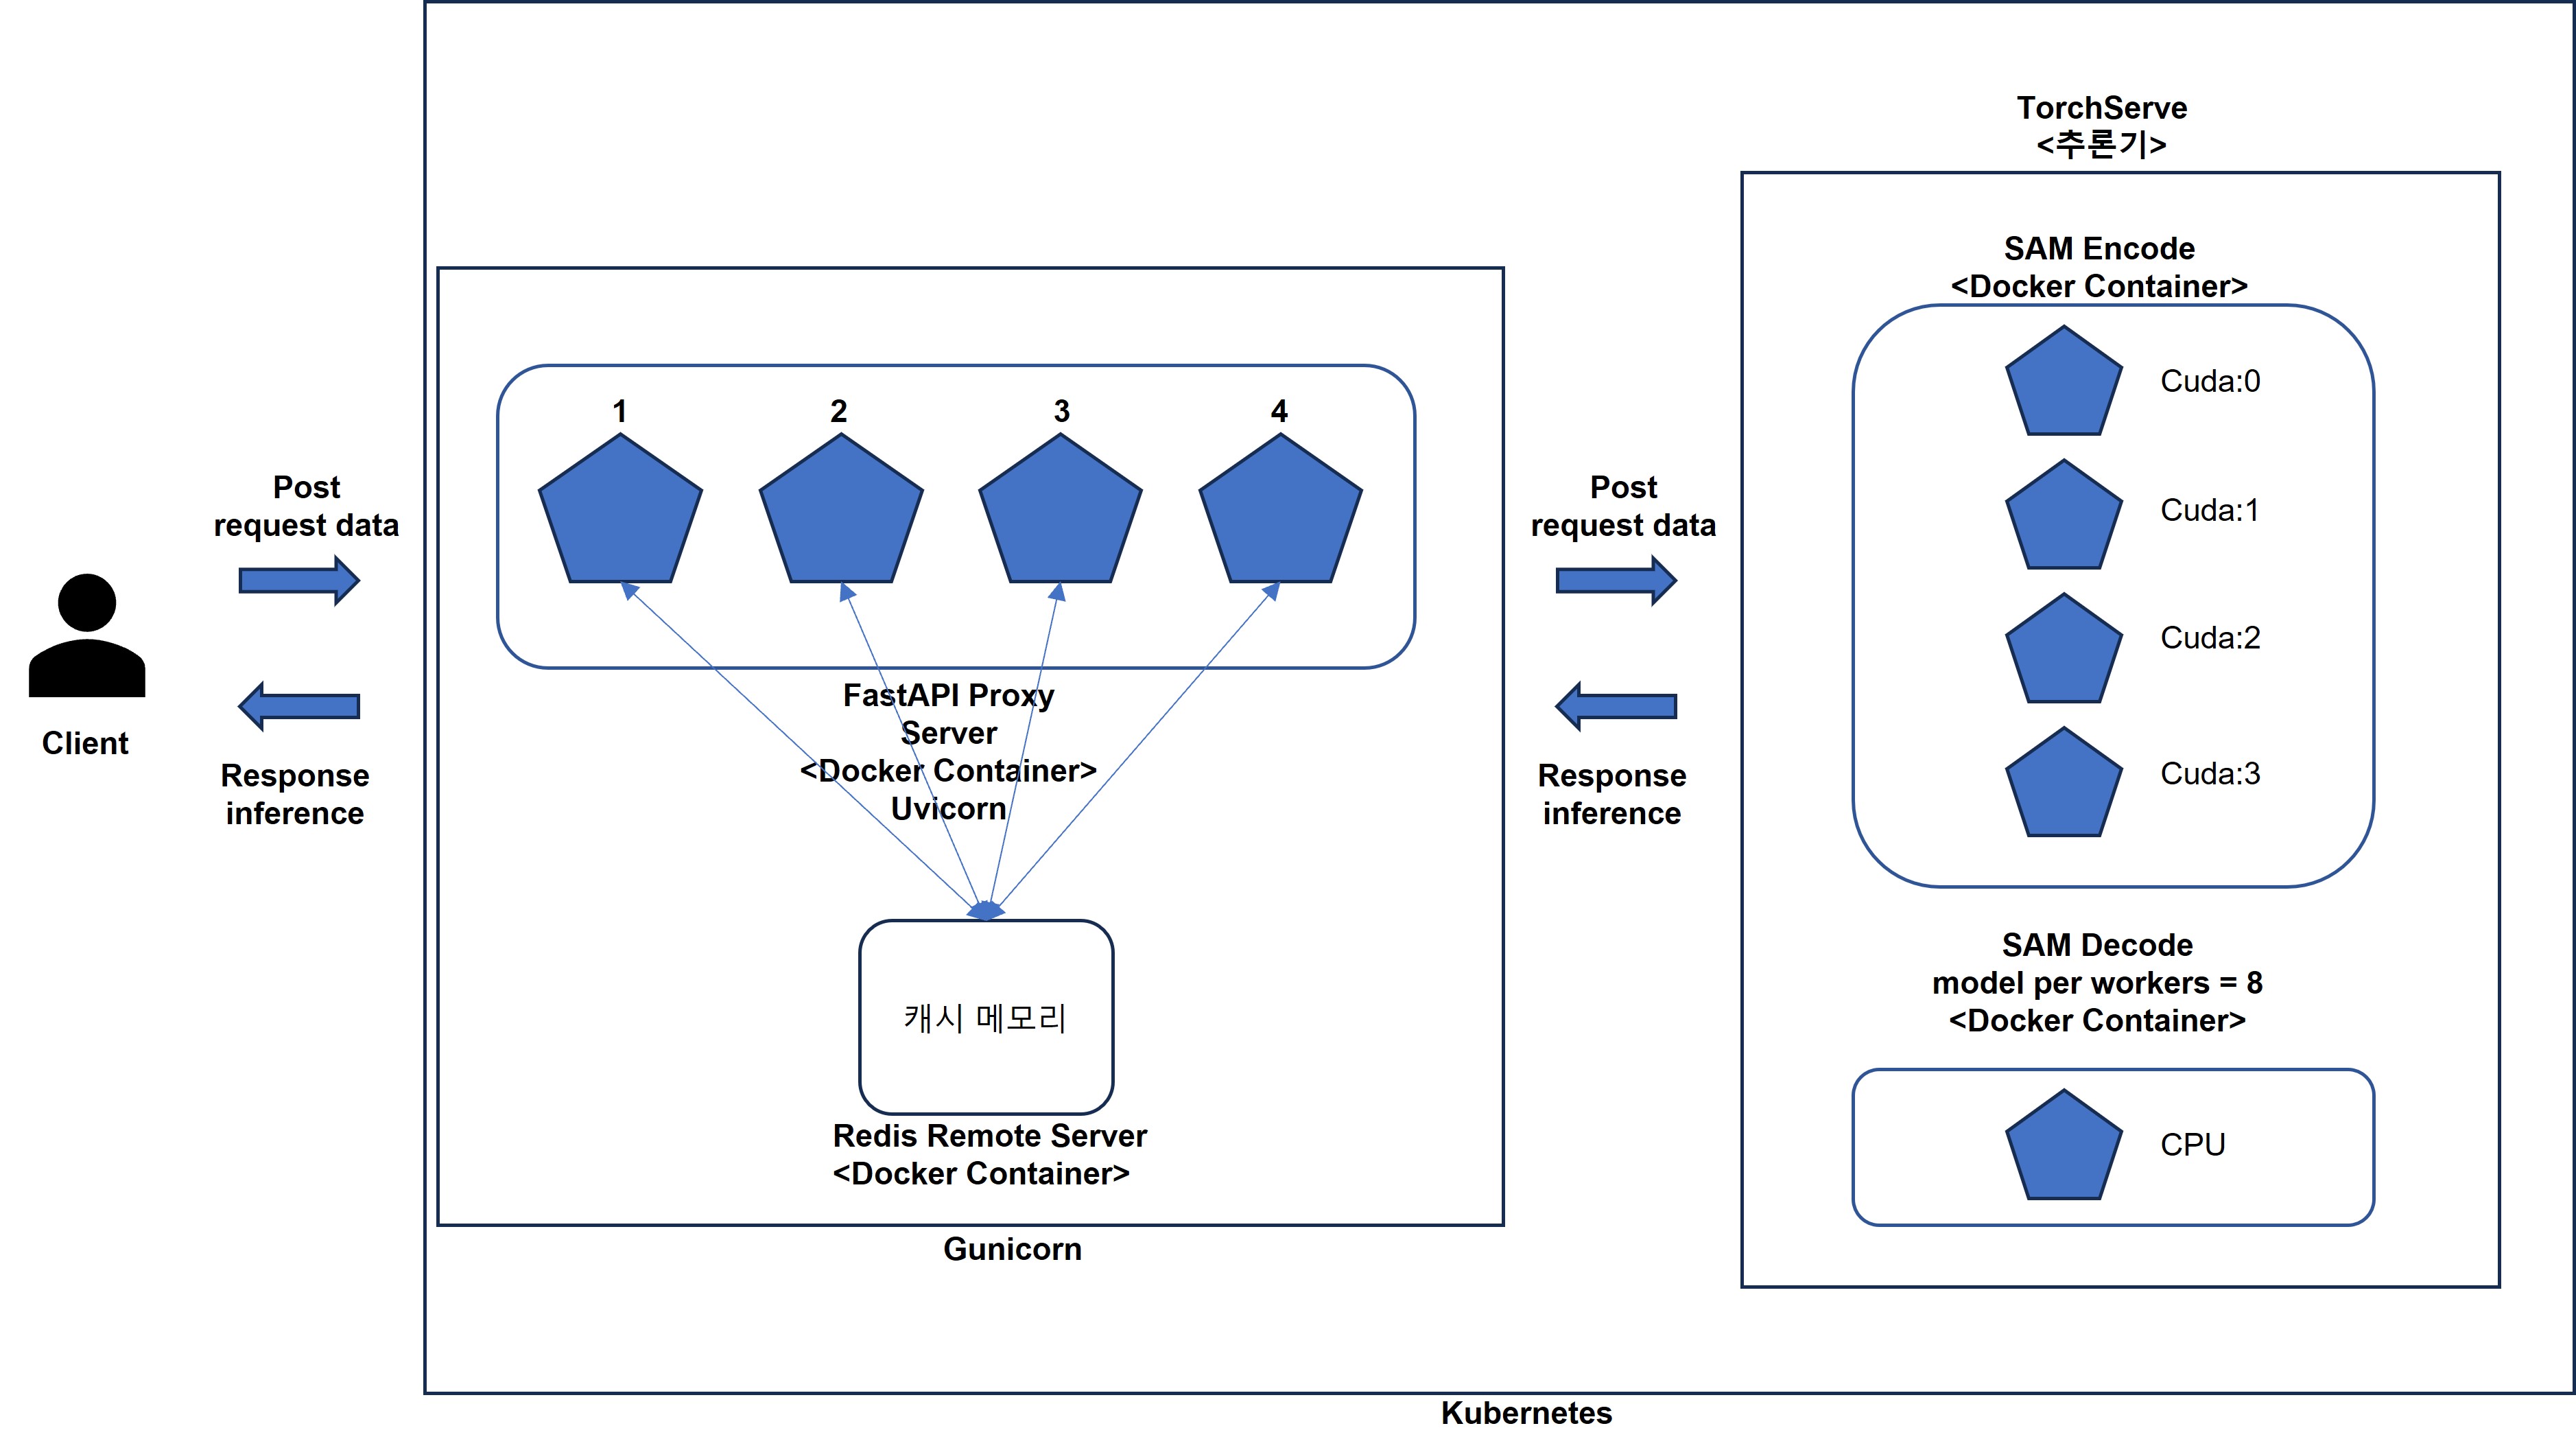 TorchServe
<추론기>
SAM Encode
<Docker Container>
Cuda:0
Cuda:1
Cuda:2
Cuda:3
SAM Decode
model per workers = 8
<Docker Container>
CPU
1
2
3
4
Post
request data
Response
inference
Client
FastAPI Proxy
Server
<Docker Container>
Uvicorn
캐시 메모리
Redis Remote Server
<Docker Container>
Gunicorn
Post
request data
Response
inference
Kubernetes